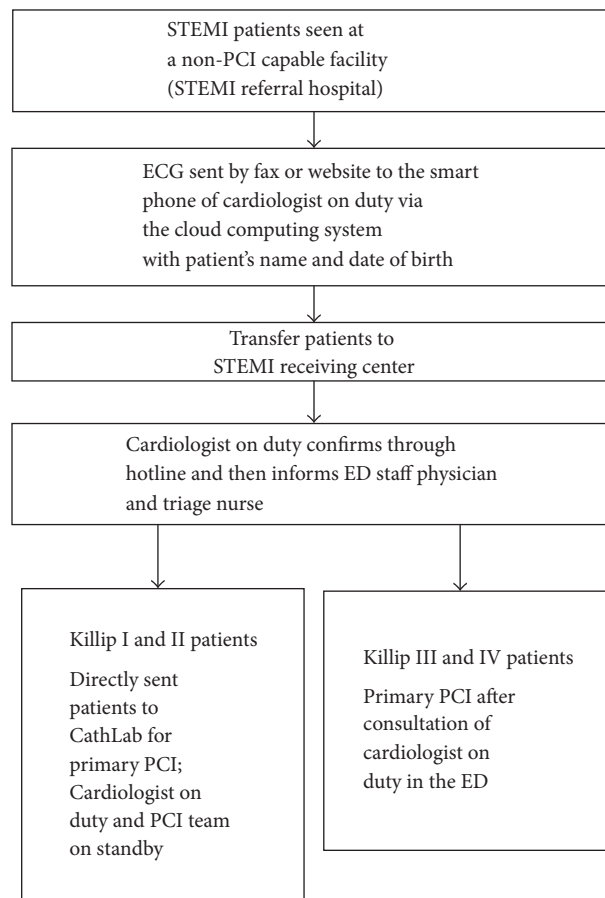 STEMI patients seen at
a non-PCI capable facility
(STEMI referral hospital)
ECG sent by fax or website to the smart
phone of cardiologist on duty via
the cloud computing system
with patient's name and date of birth
Transfer patients to
STEMI receiving center
Cardiologist on duty confirms through
hotline and then informs ED staff physician
and triage nurse
Killip I and II patients
Directly sent
patients to
CathLab for
primary PCI;
Cardiologist on
duty and PCI team
on standby
Killip III and IV patients
Primary PCI after
consultation of
cardiologist on
duty in the ED